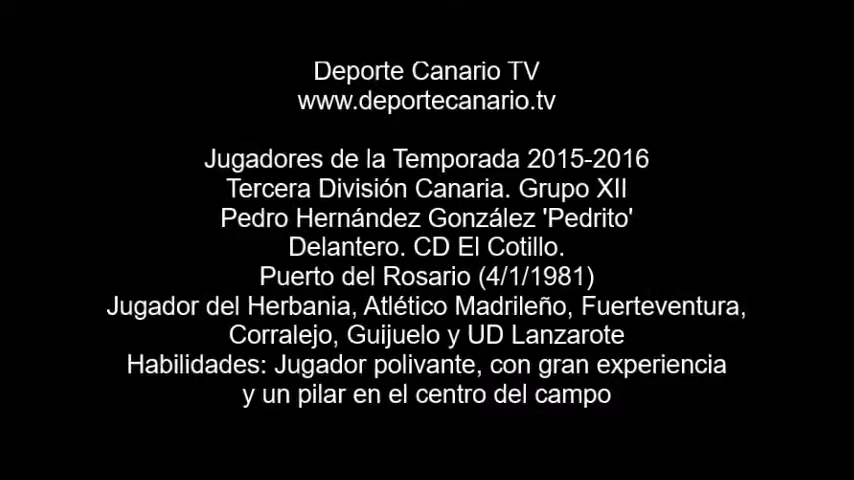 Deporte Canario TV
www.deportecanario.tv
Jugadores de la Temporada 2015-2016
Tercera División Canaria. Grupo XII
Pedro Hernández González 'Pedrito'
Delantero. CD El Cotillo.
Puerto del Rosario (4/1/1981)
Jugador del Herbania, Atlético Madrileño, Fuerteventura,
Corralejo, Guijuelo y UD Lanzarote
Habilidades: Jugador polivante, con gran experiencia
y un pilar en el centro del campo